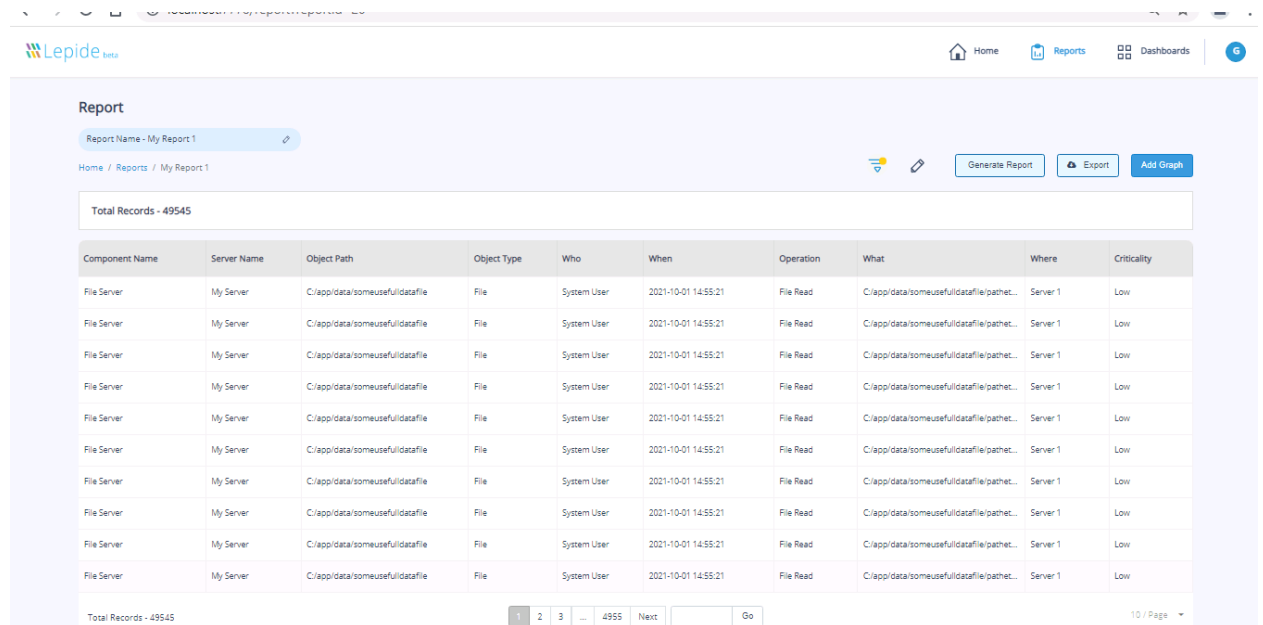 Lepide beta
Home Reports Dashboards G
Report
Report Name - My Report 1
Home / Reports / My Report 1
Generate Report Export Add Graph
Total Records - 49545
Component Name Server Name Object Path Object Type Who When Operation What Where Criticality
File Server My Server C:/app/data/someusefulldatafile File System User 2021-10-01 14:55:21 File Read C:/app/data/someusefulldatafile/pathet... Server 1 Low
File Server My Server C:/app/data/someusefulldatafile File System User 2021-10-01 14:55:21 File Read C:/app/data/someusefulldatafile/pathet... Server 1 Low
File Server My Server C:/app/data/someusefulldatafile File System User 2021-10-01 14:55:21 File Read C:/app/data/someusefulldatafile/pathet... Server 1 Low
File Server My Server C:/app/data/someusefulldatafile File System User 2021-10-01 14:55:21 File Read C:/app/data/someusefulldatafile/pathet... Server 1 Low
File Server My Server C:/app/data/someusefulldatafile File System User 2021-10-01 14:55:21 File Read C:/app/data/someusefulldatafile/pathet... Server 1 Low
File Server My Server C:/app/data/someusefulldatafile File System User 2021-10-01 14:55:21 File Read C:/app/data/someusefulldatafile/pathet... Server 1 Low
File Server My Server C:/app/data/someusefulldatafile File System User 2021-10-01 14:55:21 File Read C:/app/data/someusefulldatafile/pathet... Server 1 Low
File Server My Server C:/app/data/someusefulldatafile File System User 2021-10-01 14:55:21 File Read C:/app/data/someusefulldatafile/pathet... Server 1 Low
File Server My Server C:/app/data/someusefulldatafile File System User 2021-10-01 14:55:21 File Read C:/app/data/someusefulldatafile/pathet... Server 1 Low
File Server My Server C:/app/data/someusefulldatafile File System User 2021-10-01 14:55:21 File Read C:/app/data/someusefulldatafile/pathet... Server 1 Low
Total Records - 49545 1 2 3 ... 4955 Next Go 10 / Page